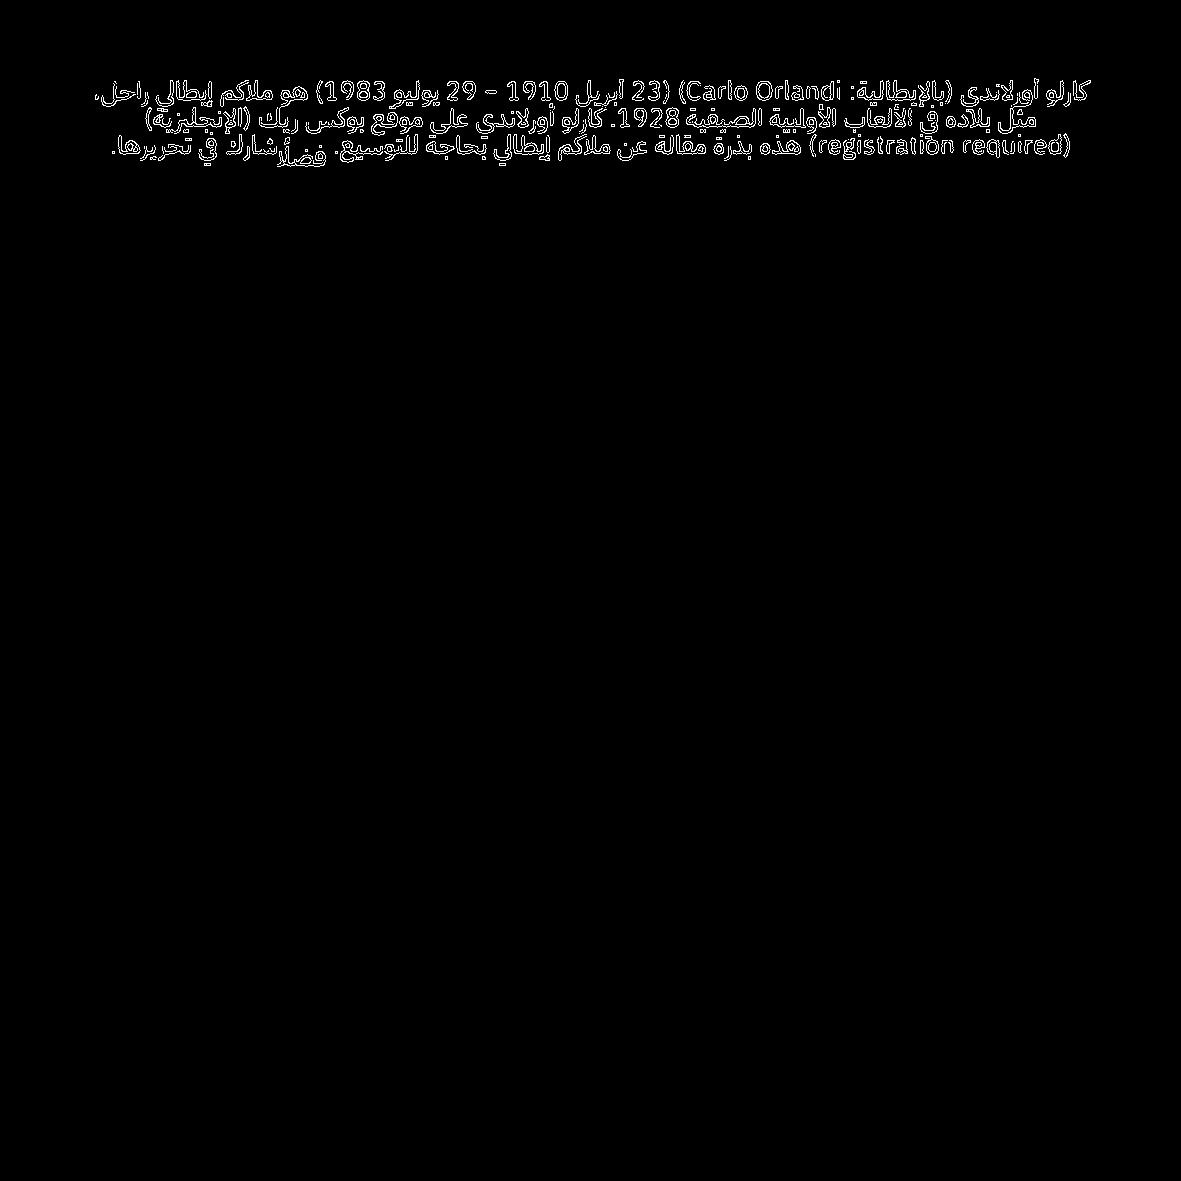 كارلو أورلاندي (بالإيطالية: Carlo Orlandi) (23 أبريل 1910 - 29 يوليو 1983) هو ملاكم إيطالي راحل،
مثل بلاده في الألعاب الأولمبية الصيفية 1928. كارلو أورلاندي على موقع بوكس ريك (الإنجليزية)
(registration required) هذه بذرة مقالة عن ملاكم إيطالي بحاجة للتوسيع. فضلاً شارك في تحريرها.